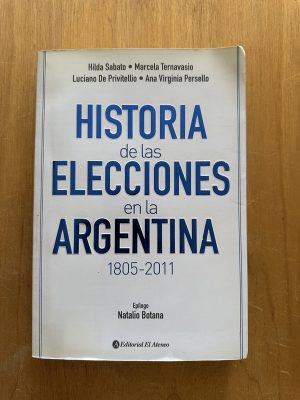 Hilda Sabato • Marcela Ternavasio
Luciano De Privitellio • Ana Virginia Persello
HISTORIA
de las
ELECCIONES
en la
ARGENTINA
1805-2011
Epílogo
Natalio Botana
Editorial El Ateneo